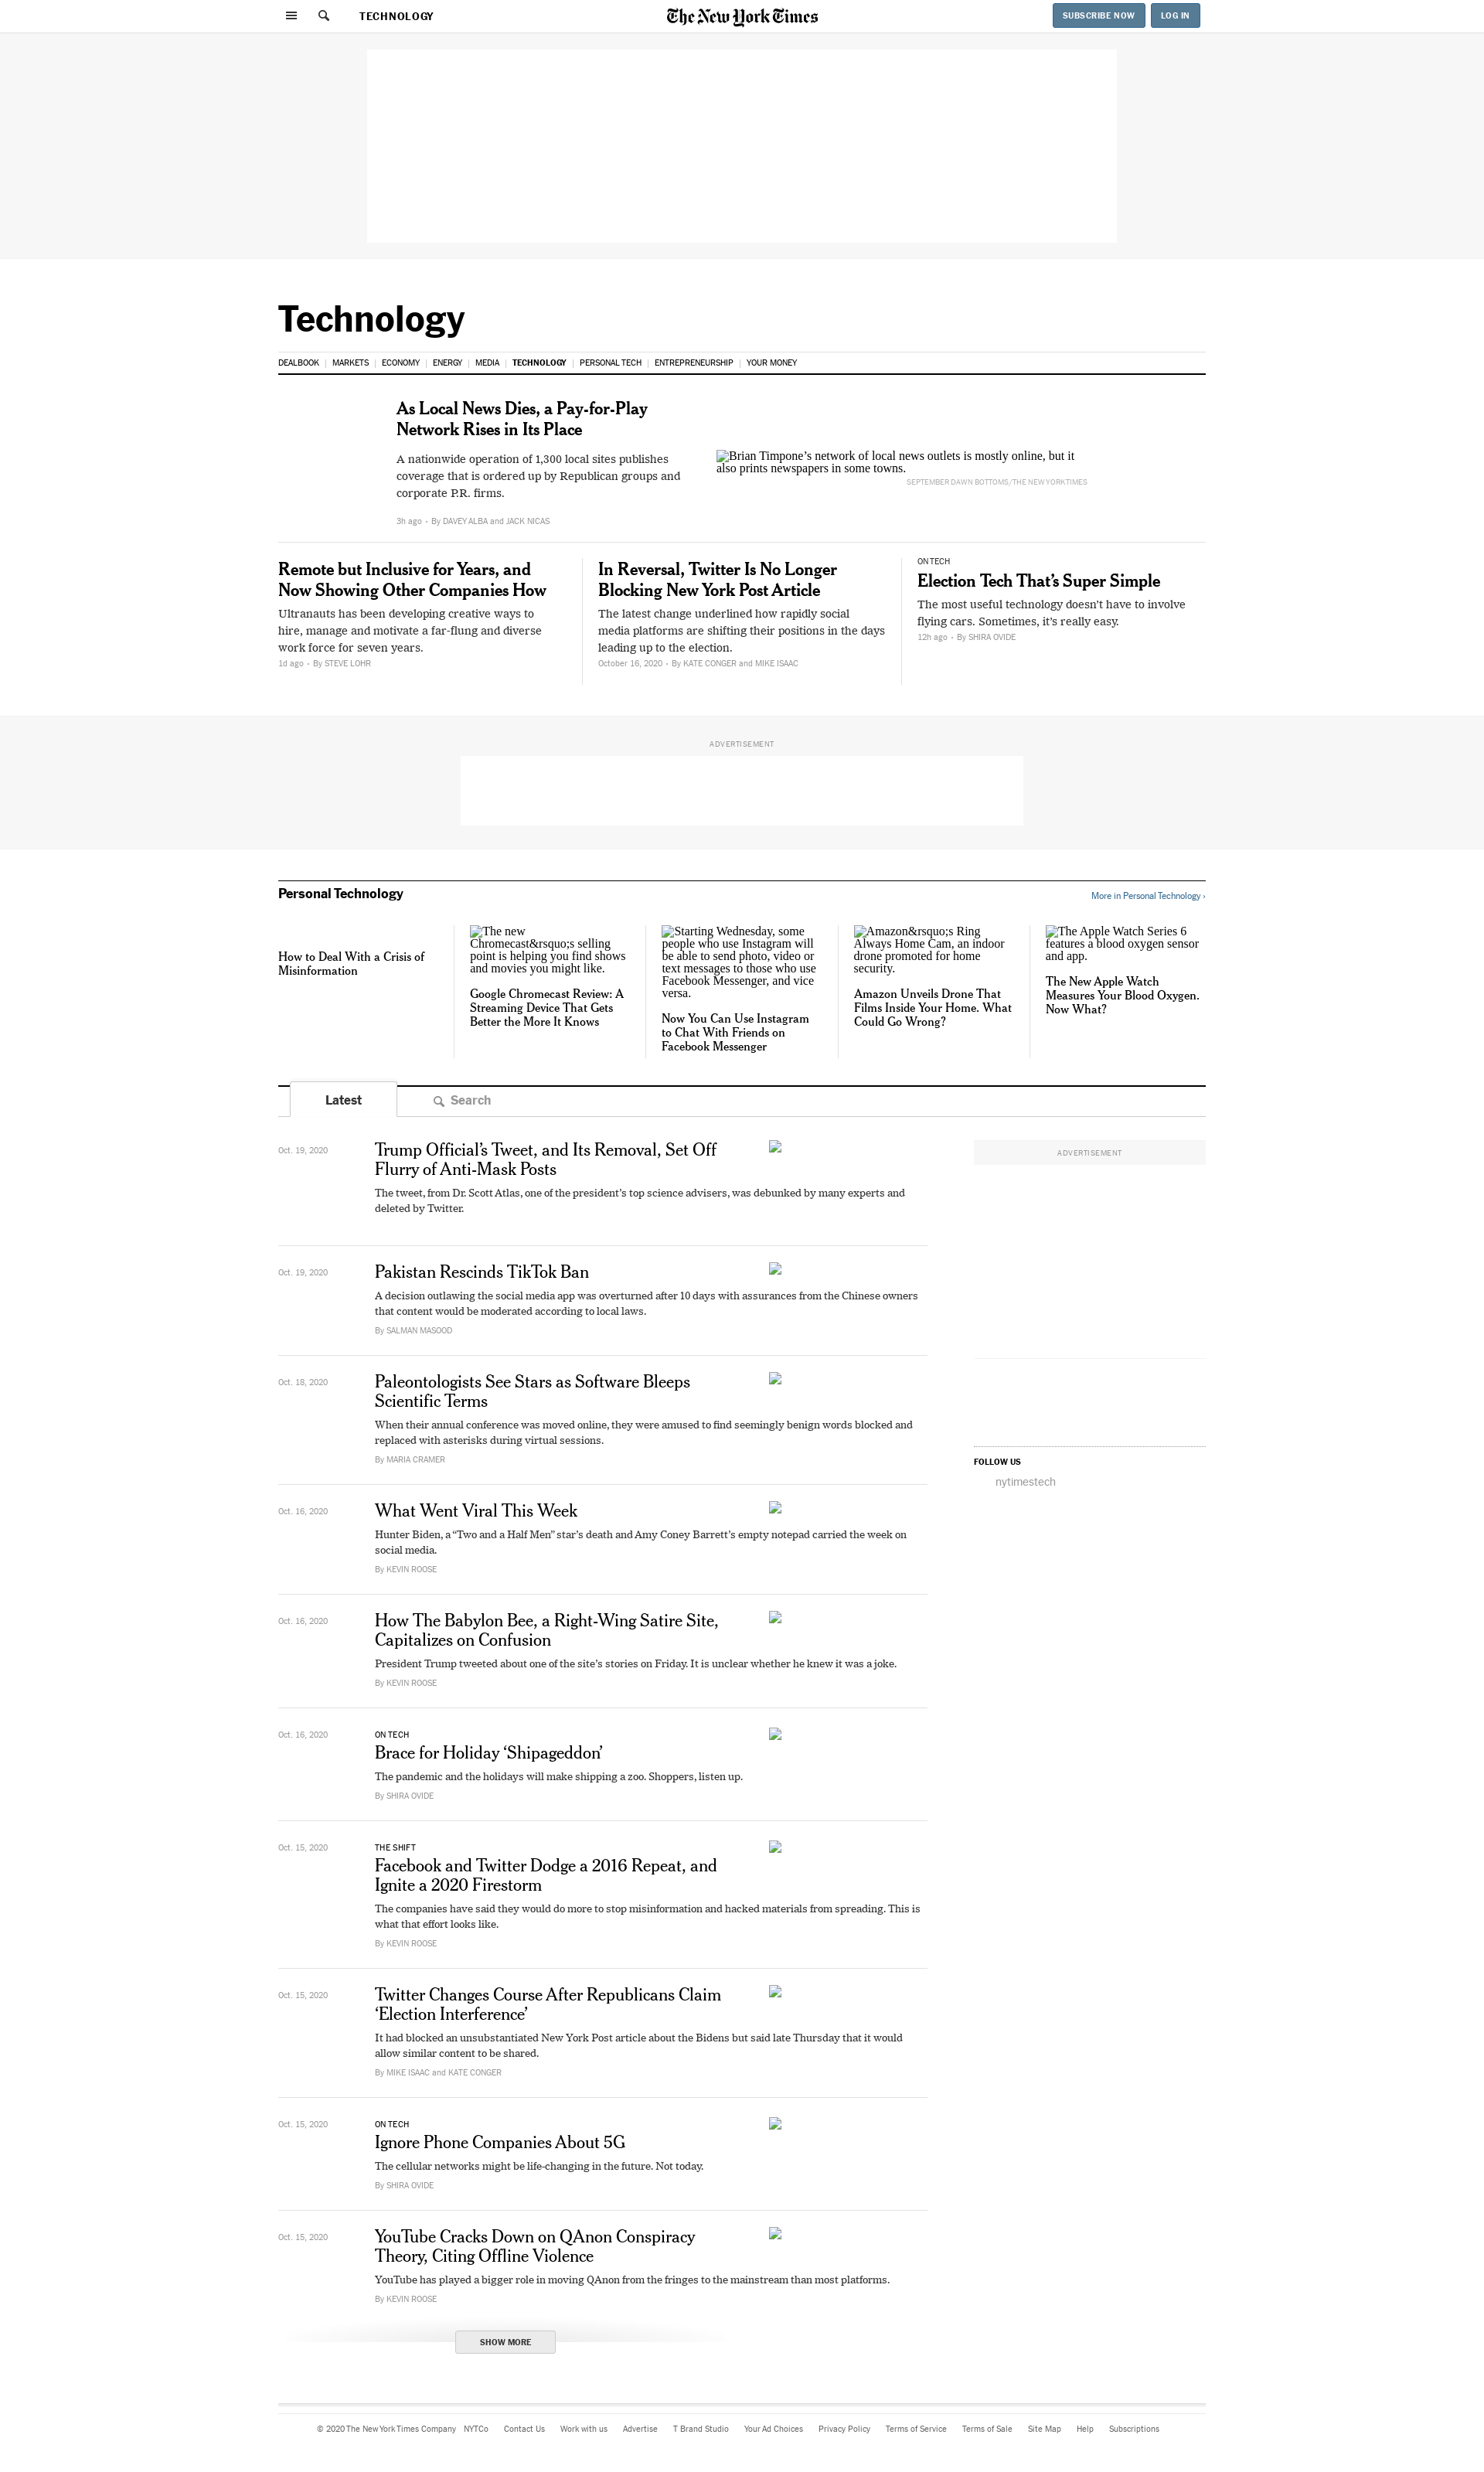 TECHNOLOGY
The New York Times
SUBSCRIBE NOW
LOG IN
Technology
DEALBOOK | MARKETS | ECONOMY | ENERGY | MEDIA | TECHNOLOGY | PERSONAL TECH | ENTREPRENEURSHIP | YOUR MONEY
As Local News Dies, a Pay-for-Play
Network Rises in Its Place
A nationwide operation of 1,300 local sites publishes
coverage that is ordered up by Republican groups and
corporate P.R. firms.
3h ago • By DAVEY ALBA and JACK NICAS
Brian Timpone’s network of local news outlets is mostly online, but it
also prints newspapers in some towns.
SEPTEMBER DAWN BOTTOMS/THE NEW YORK TIMES
Remote but Inclusive for Years, and
Now Showing Other Companies How
Ultranauts has been developing creative ways to
hire, manage and motivate a far-flung and diverse
work force for seven years.
1d ago • By STEVE LOHR
In Reversal, Twitter Is No Longer
Blocking New York Post Article
The latest change underlined how rapidly social
media platforms are shifting their positions in the days
leading up to the election.
October 16, 2020 • By KATE CONGER and MIKE ISAAC
ON TECH
Election Tech That’s Super Simple
The most useful technology doesn’t have to involve
flying cars. Sometimes, it’s really easy.
12h ago • By SHIRA OVIDE
ADVERTISEMENT
Personal Technology
More in Personal Technology ›
How to Deal With a Crisis of
Misinformation
The new
Chromecast&rsquo;s selling
point is helping you find shows
and movies you might like.
Google Chromecast Review: A
Streaming Device That Gets
Better the More It Knows
Starting Wednesday, some
people who use Instagram will
be able to send photo, video or
text messages to those who use
Facebook Messenger, and vice
versa.
Now You Can Use Instagram
to Chat With Friends on
Facebook Messenger
Amazon&rsquo;s Ring
Always Home Cam, an indoor
drone promoted for home
security.
Amazon Unveils Drone That
Films Inside Your Home. What
Could Go Wrong?
The Apple Watch Series 6
features a blood oxygen sensor
and app.
The New Apple Watch
Measures Your Blood Oxygen.
Now What?
Latest
Search
Oct. 19, 2020
Trump Official’s Tweet, and Its Removal, Set Off
Flurry of Anti-Mask Posts
The tweet, from Dr. Scott Atlas, one of the president’s top science advisers, was debunked by many experts and
deleted by Twitter.
ADVERTISEMENT
Oct. 19, 2020
Pakistan Rescinds TikTok Ban
A decision outlawing the social media app was overturned after 10 days with assurances from the Chinese owners
that content would be moderated according to local laws.
By SALMAN MASOOD
Oct. 18, 2020
Paleontologists See Stars as Software Bleeps
Scientific Terms
When their annual conference was moved online, they were amused to find seemingly benign words blocked and
replaced with asterisks during virtual sessions.
By MARIA CRAMER
FOLLOW US
nytimestech
Oct. 16, 2020
What Went Viral This Week
Hunter Biden, a “Two and a Half Men” star’s death and Amy Coney Barrett’s empty notepad carried the week on
social media.
By KEVIN ROOSE
Oct. 16, 2020
How The Babylon Bee, a Right-Wing Satire Site,
Capitalizes on Confusion
President Trump tweeted about one of the site’s stories on Friday. It is unclear whether he knew it was a joke.
By KEVIN ROOSE
Oct. 16, 2020
ON TECH
Brace for Holiday ‘Shipageddon’
The pandemic and the holidays will make shipping a zoo. Shoppers, listen up.
By SHIRA OVIDE
Oct. 15, 2020
THE SHIFT
Facebook and Twitter Dodge a 2016 Repeat, and
Ignite a 2020 Firestorm
The companies have said they would do more to stop misinformation and hacked materials from spreading. This is
what that effort looks like.
By KEVIN ROOSE
Oct. 15, 2020
Twitter Changes Course After Republicans Claim
‘Election Interference’
It had blocked an unsubstantiated New York Post article about the Bidens but said late Thursday that it would
allow similar content to be shared.
By MIKE ISAAC and KATE CONGER
Oct. 15, 2020
ON TECH
Ignore Phone Companies About 5G
The cellular networks might be life-changing in the future. Not today.
By SHIRA OVIDE
Oct. 15, 2020
YouTube Cracks Down on QAnon Conspiracy
Theory, Citing Offline Violence
YouTube has played a bigger role in moving QAnon from the fringes to the mainstream than most platforms.
By KEVIN ROOSE
SHOW MORE
© 2020 The New York Times Company NYTCo Contact Us Work with us Advertise T Brand Studio Your Ad Choices Privacy Policy Terms of Service Terms of Sale Site Map Help Subscriptions